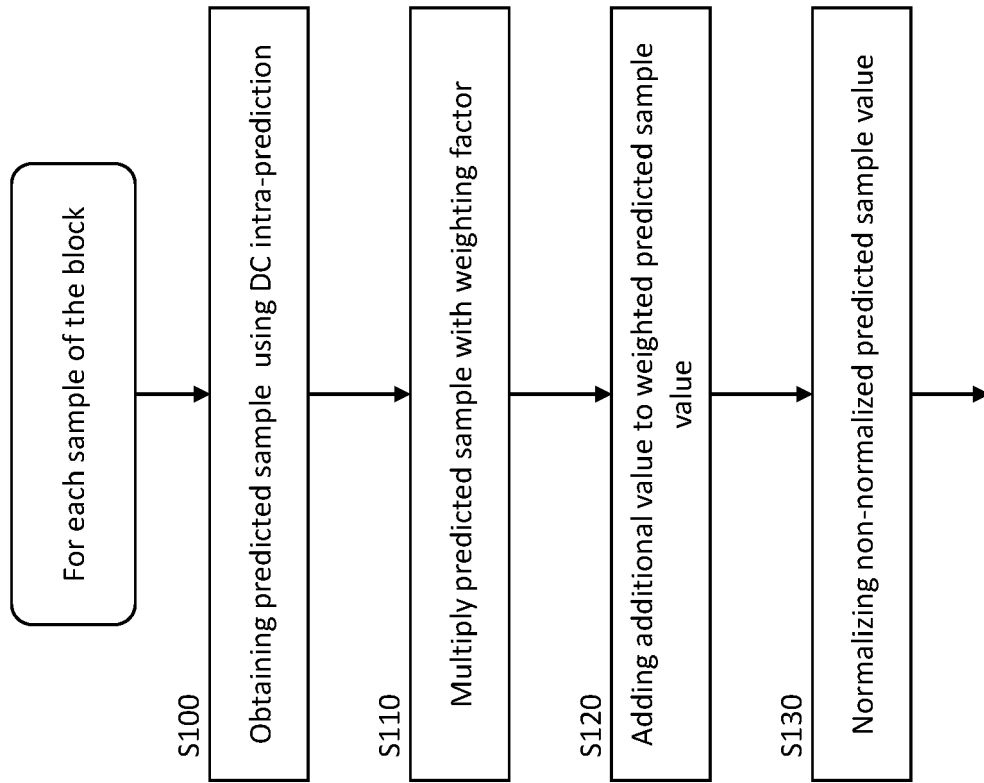 For each sample of the block
S100
Obtaining predicted sample using DC intra-prediction
S110
Multiply predicted sample with weighting factor
S120
Adding additional value to weighted predicted sample
value
S130
Normalizing non-normalized predicted sample value